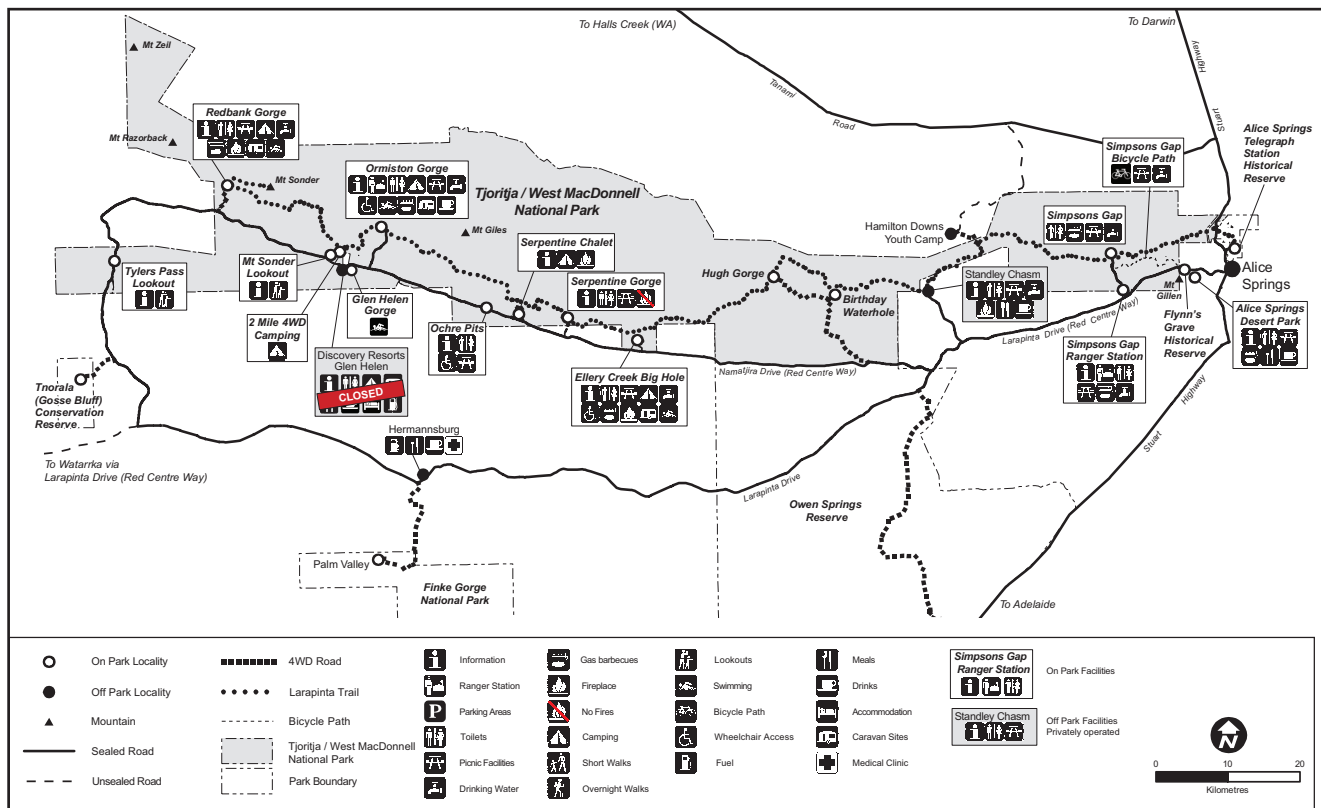 To Halls Creek (WA)
To Darwin
Mt Zeil
Highway
Tanami
Road
Stuart
Redbank Gorge
Mt Razorback
Mt Sonder
Ormiston Gorge
Tjoritja / West MacDonnell
National Park
Mt Giles
Simpsons Gap
Bicycle Path
Alice Springs
Telegraph
Station
Historical
Reserve
Hamilton Downs
Youth Camp
Simpsons Gap
Tylers Pass
Lookout
Mt Sonder
Lookout
Serpentine Chalet
Serpentine Gorge
Hugh Gorge
Birthday
Waterhole
Standley Chasm
Mt
Gillen
Alice
Springs
2 Mile 4WD
Camping
Glen Helen
Gorge
Ochre Pits
Flynn's
Grave
Historical
Reserve
Alice Springs
Desert Park
Larapinta Drive (Red Centre Way)
Simpsons Gap
Ranger Station
Discovery Resorts
Glen Helen
CLOSED
Ellery Creek Big Hole
Namatjira Drive (Red Centre Way)
Tnorala
(Gosse Bluff)
Conservation
Reserve
Hermannsburg
To Watarrka via
Larapinta Drive (Red Centre Way)
Larapinta Drive
Owen Springs
Reserve
Highway
Stuart
Palm Valley
Finke Gorge
National Park
To Adelaide
On Park Locality
Off Park Locality
Mountain
Sealed Road
Unsealed Road
4WD Road
Larapinta Trail
Bicycle Path
Tjoritja / West MacDonnell
National Park
Park Boundary
Information
Ranger Station
P
Parking Areas
Toilets
Picnic Facilities
Drinking Water
Gas barbecues
Fireplace
No Fires
Camping
Short Walks
Overnight Walks
Lookouts
Swimming
Bicycle Path
Wheelchair Access
Fuel
Meals
Drinks
Accommodation
Caravan Sites
Medical Clinic
Simpsons Gap
Ranger Station
On Park Facilities
Standley Chasm
Off Park Facilities
Privately operated
N
0 10 20
Kilometres